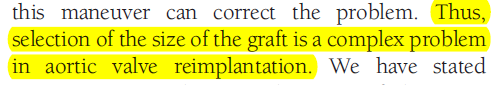 this maneuver can correct the problem. Thus,
selection of the size of the graft is a complex problem
in aortic valve reimplantation. We have stated